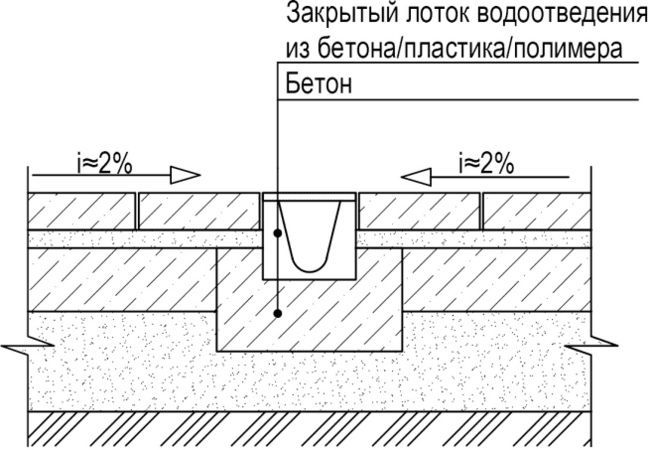 Закрытый лоток водоотведения
из бетона/пластика/полимера
Бетон
i≈2%
i≈2%